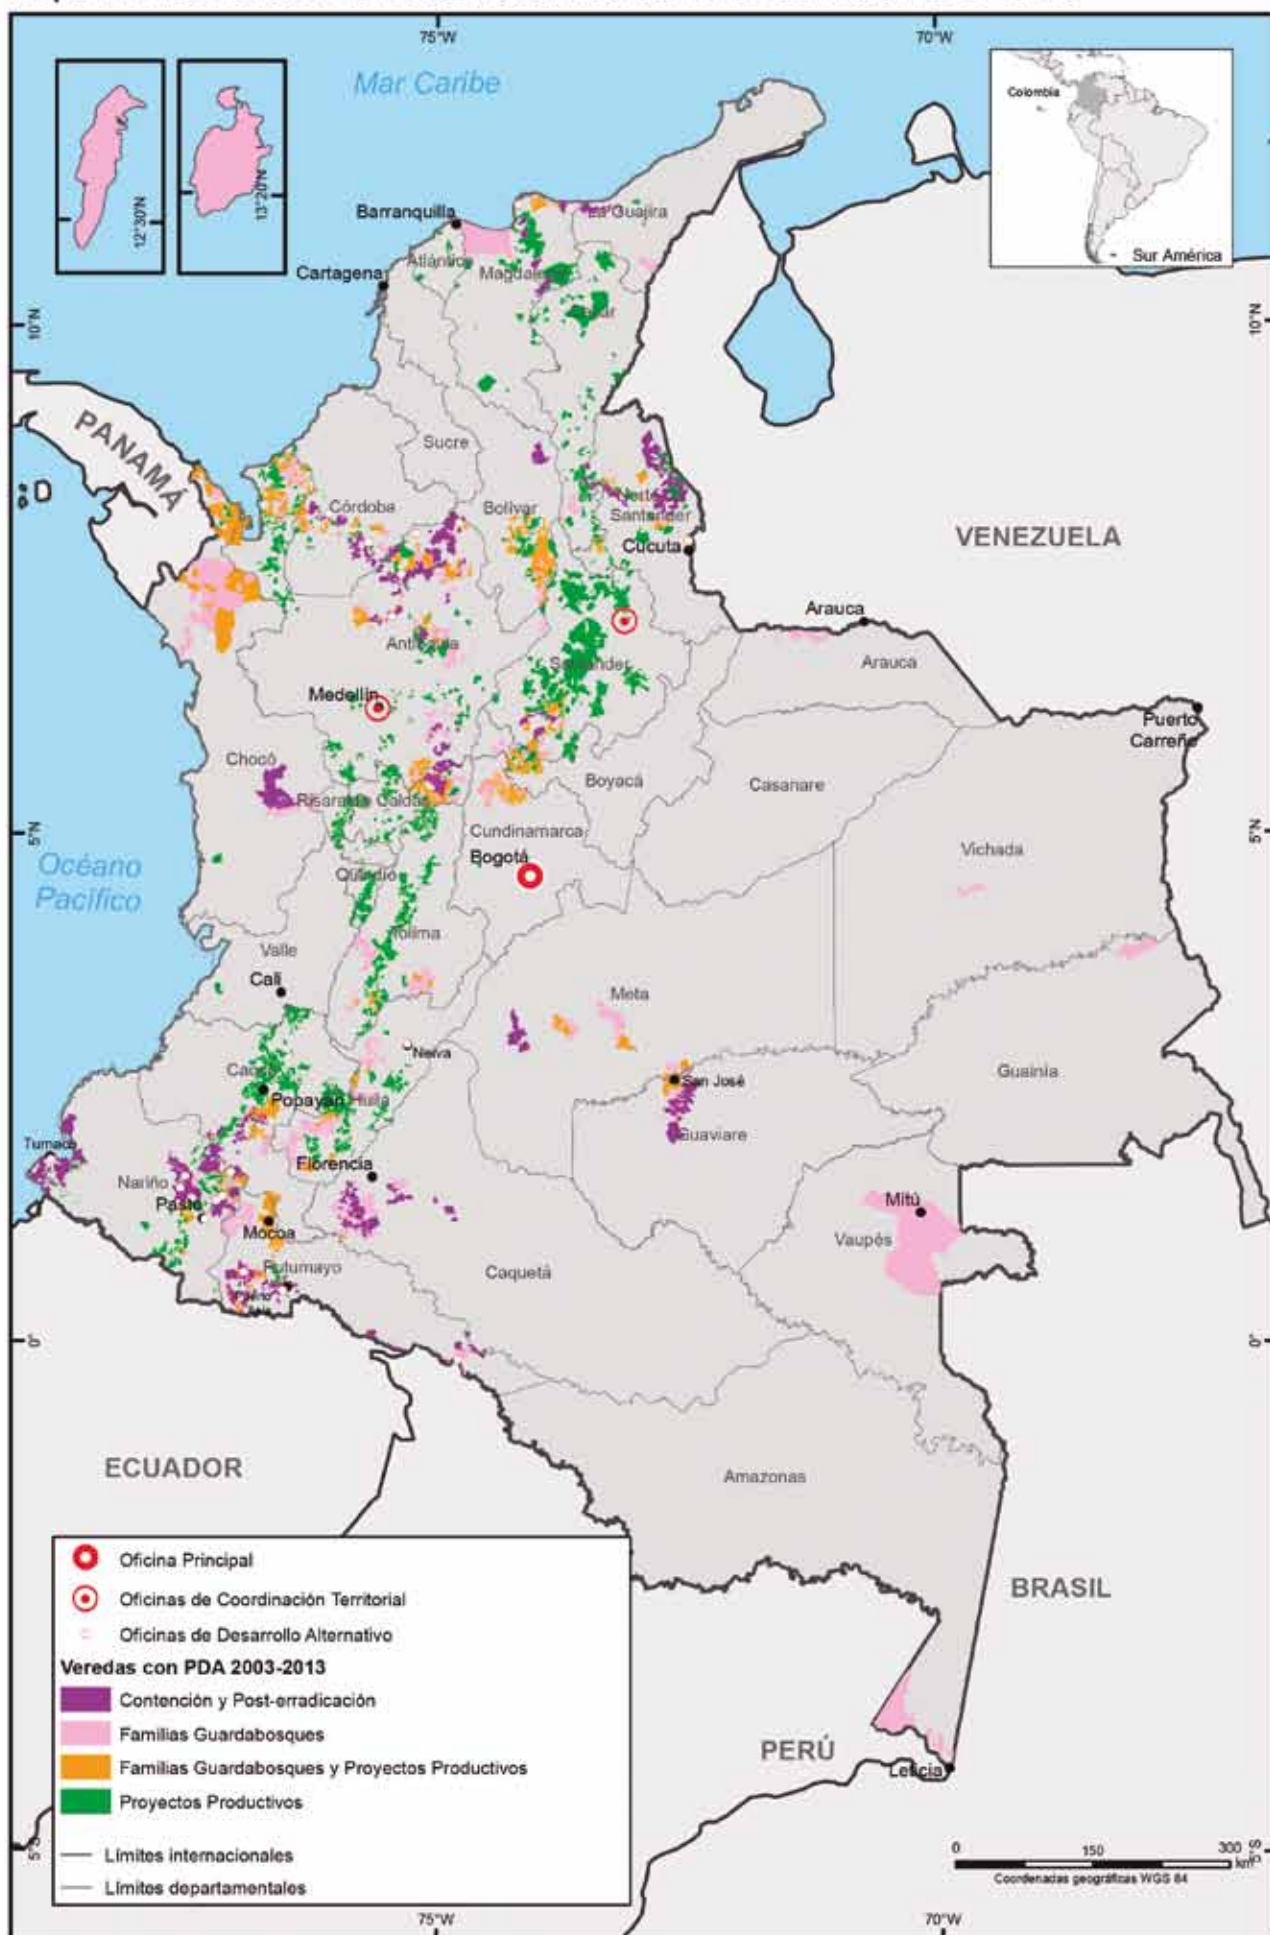 75°W
70°W
Mar Caribe
Colombia
Sur América
12°30'N
13°20'N
Barranquilla
La Guajira
Atlántico
Magdalena
Cartagena
10°N
10°N
PANAMÁ
Sucre
Córdoba
Bolívar
Norte de
Santander
Cúcuta
VENEZUELA
Arauca
Arauca
Antioquia
Santander
Medellín
Puerto
Carreño
Chocó
Boyacá
Casanare
Risaralda
Caldas
Cundinamarca
Bogotá
5°N
5°N
Vichada
Océano
Pacífico
Quindío
Tolima
Valle
Cali
Meta
Neiva
Cauca
Popayán
Huila
San José
Guainía
Guaviare
Tumaco
Nariño
Florencia
Pasto
Mocoa
Mitú
Vaupés
Putumayo
Caquetá
0°
0°
ECUADOR
Amazonas
BRASIL
PERÚ
Leticia
Oficina Principal
Oficinas de Coordinación Territorial
Oficinas de Desarrollo Alternativo
Veredas con PDA 2003-2013
Contención y Post-erradicación
Familias Guardabosques
Familias Guardabosques y Proyectos Productivos
Proyectos Productivos
Límites internacionales
Límites departamentales
5°S
5°S
0 150 300
km
Coordenadas geográficas WGS 84
75°W
70°W